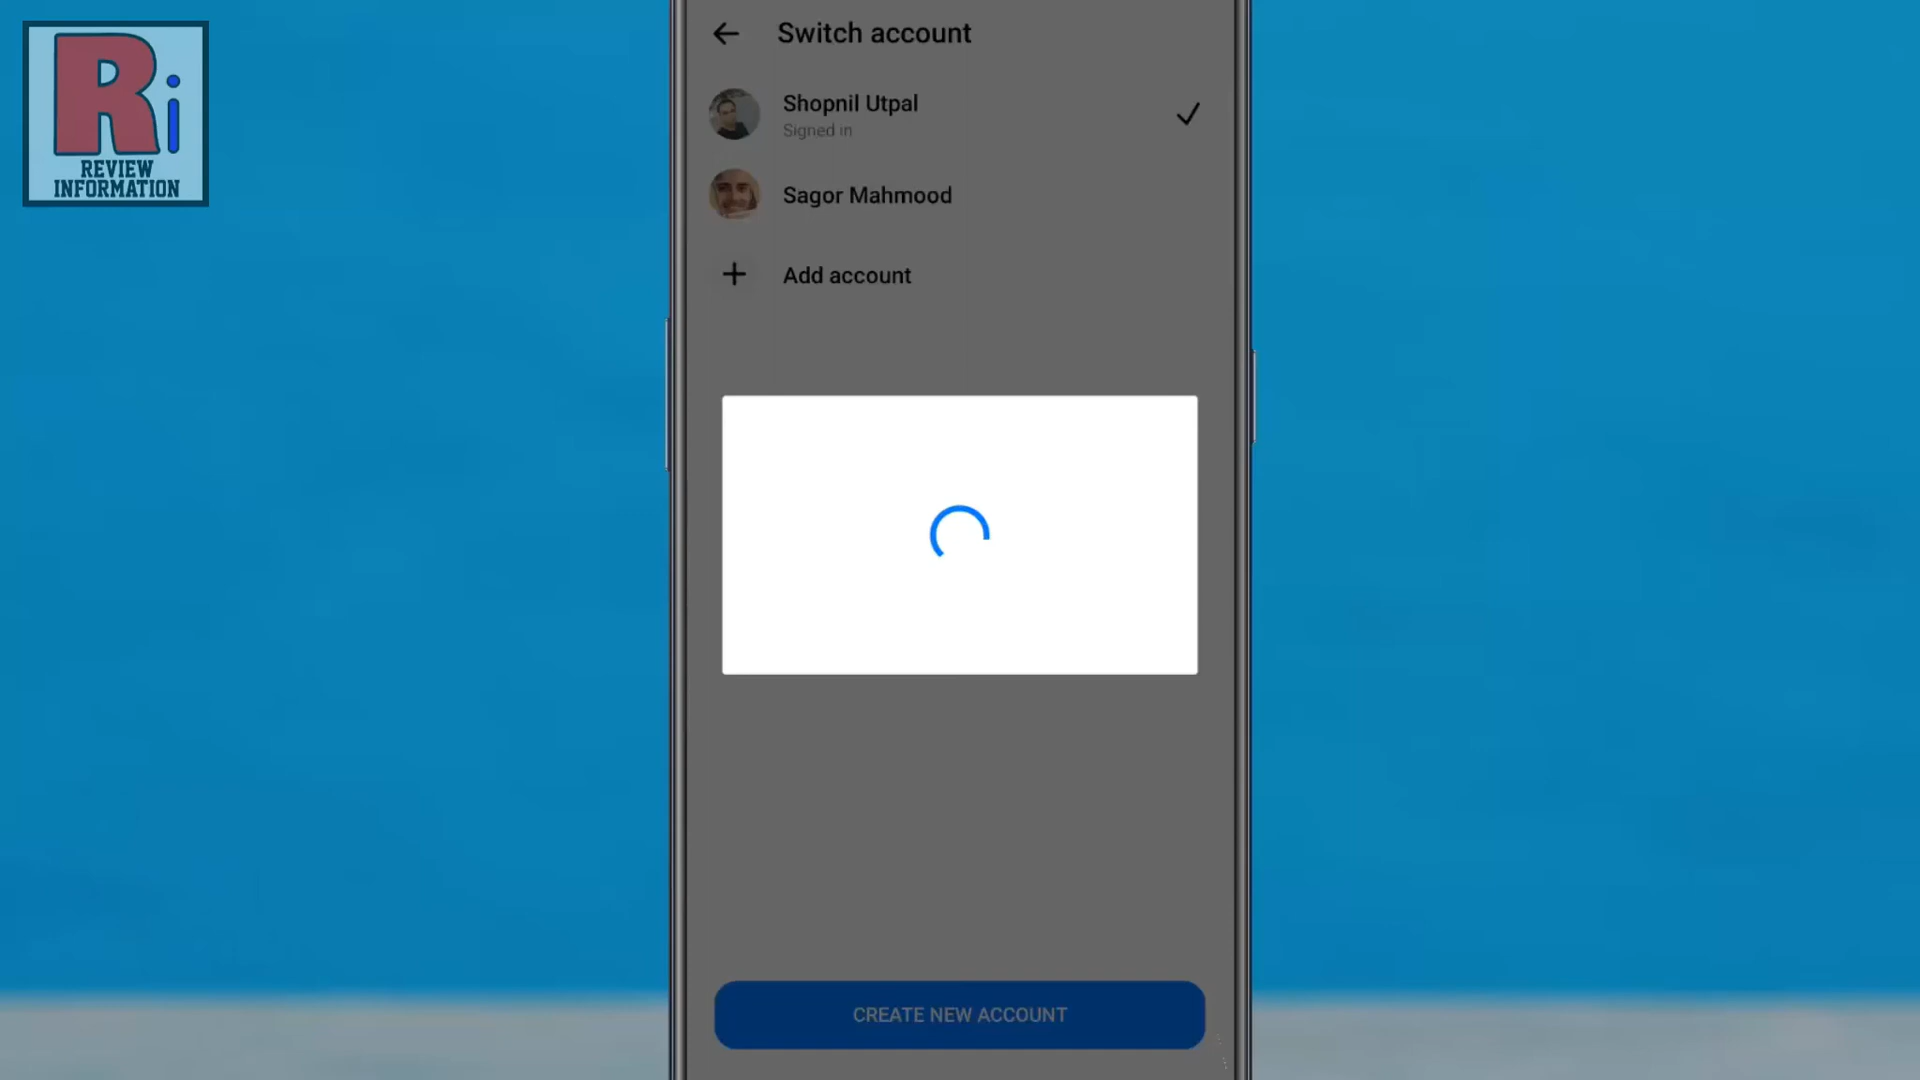 Ri
REVIEW
INFORMATION
Switch account
Shopnil Utpal
Signed in
Sagor Mahmood
Add account
CREATE NEW ACCOUNT